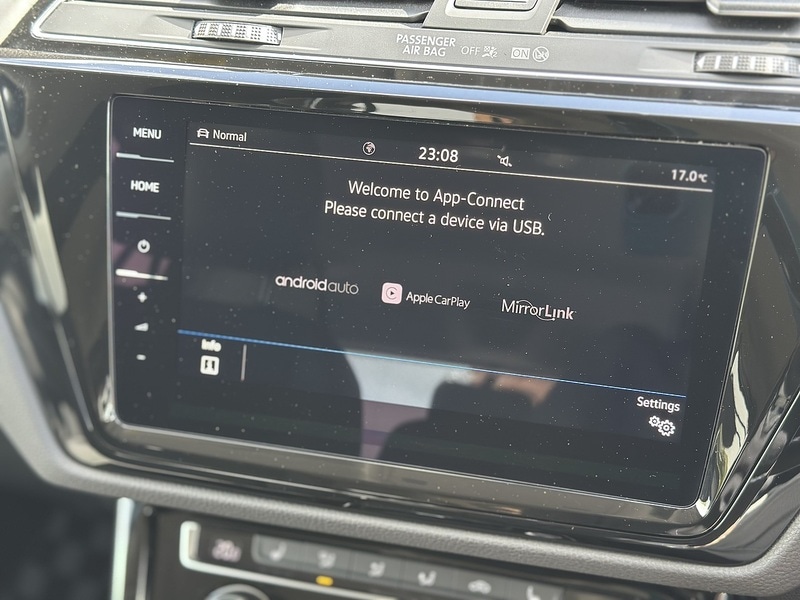 PASSENGER
AIR BAG OFF ON
MENU
Normal
23:08
17.0°C
HOME
Welcome to App-Connect
Please connect a device via USB.
androidauto
Apple CarPlay
MirrorLink
+
-
Info
Settings